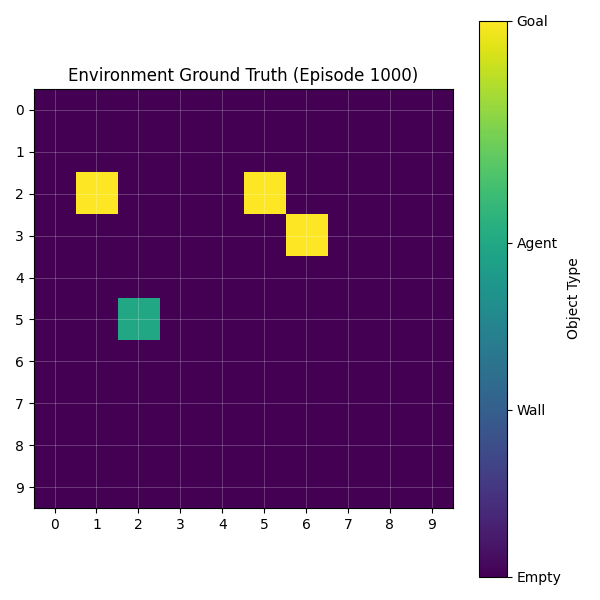 Environment Ground Truth (Episode 1000)
0
1
2
3
4
5
6
7
8
9
0 1 2 3 4 5 6 7 8 9
Goal
Agent
Wall
Empty
Object Type